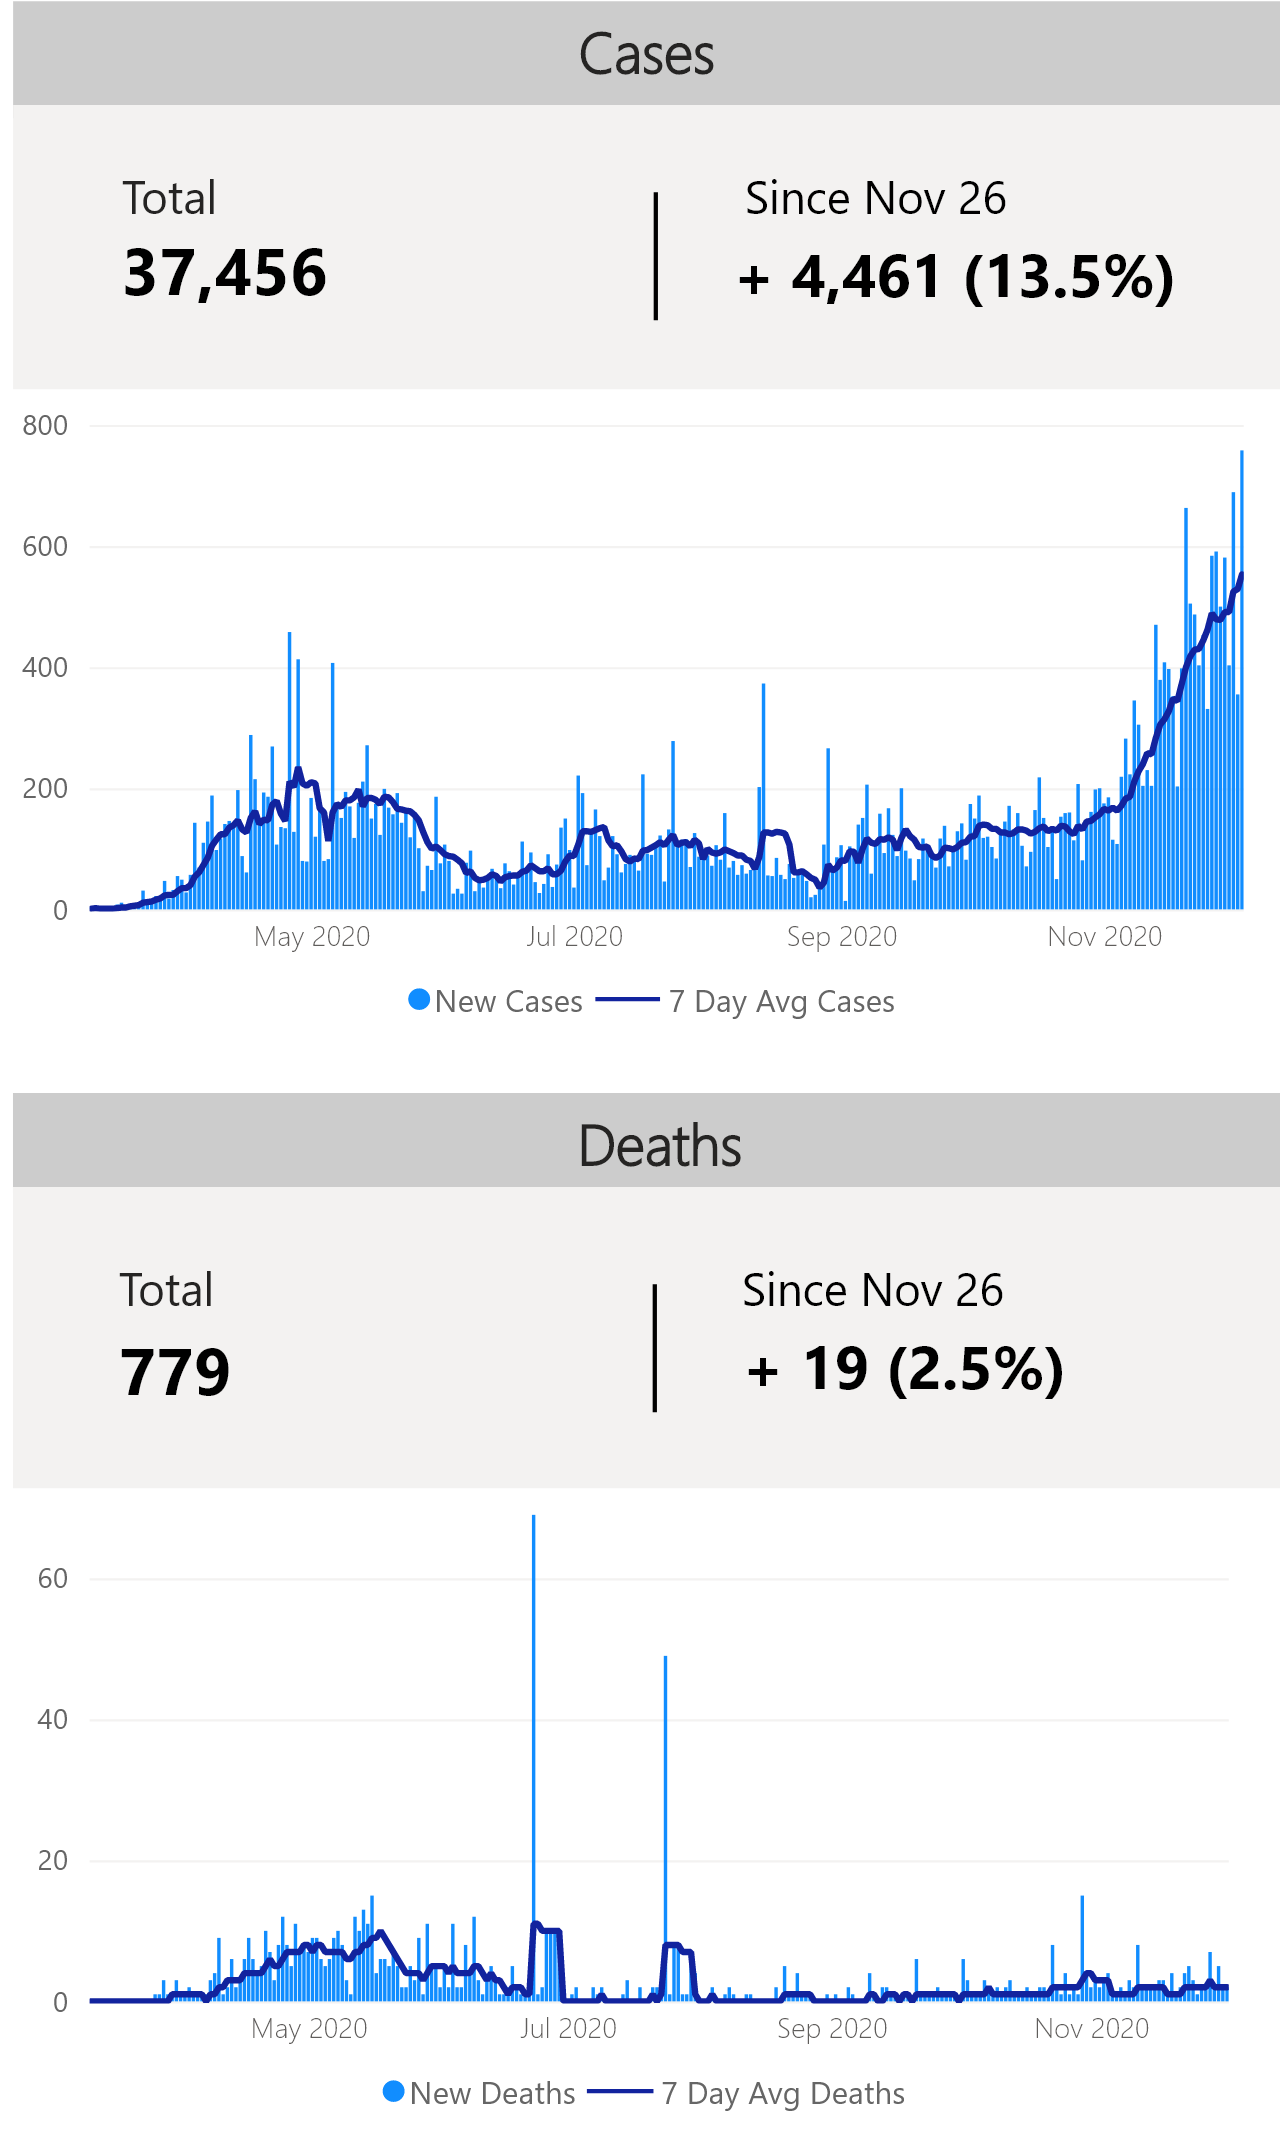 Cases
Total
Since Nov 26
37,456
+ 4,461 (13.5%)
800
600
400
200
0
May 2020
Jul 2020
Sep 2020
Nov 2020
New Cases
7 Day Avg Cases
Deaths
Total
Since Nov 26
779
+ 19 (2.5%)
60
40
20
0
May 2020
Jul 2020
Sep 2020
Nov 2020
New Deaths
7 Day Avg Deaths